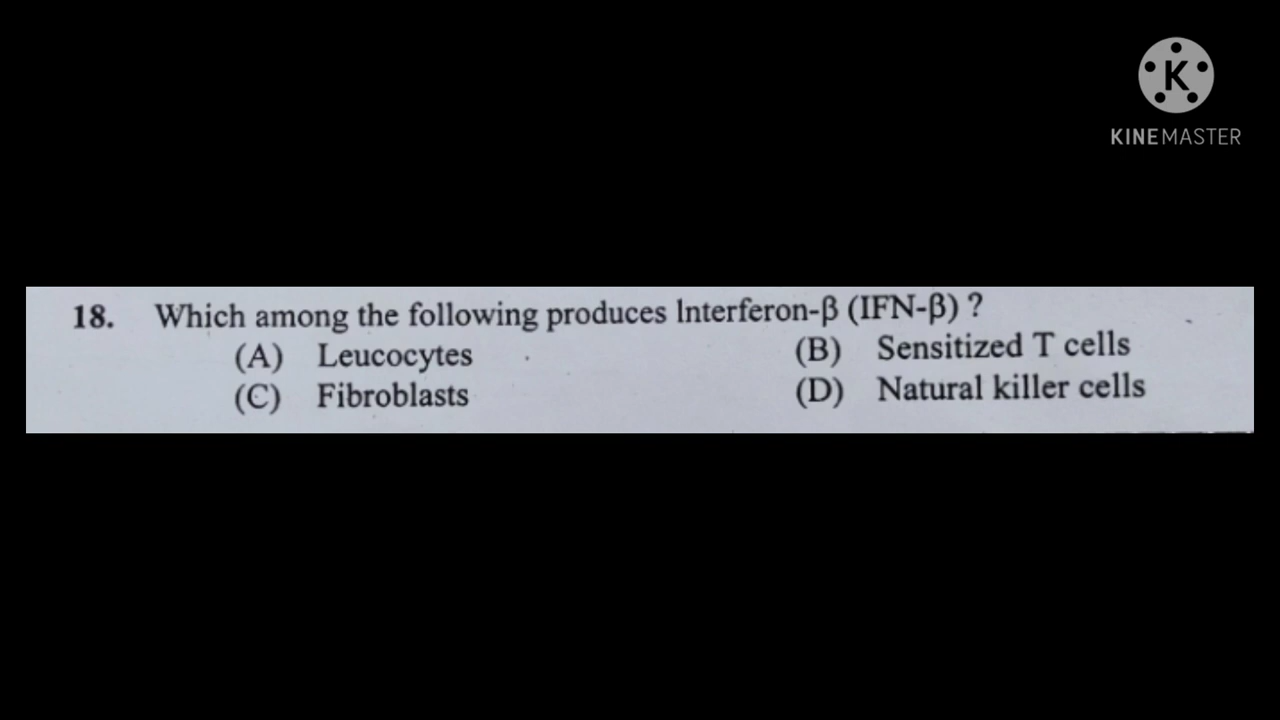 K
KINEMASTER
18. Which among the following produces Interferon-β (IFN-β) ?
(A) Leucocytes (B) Sensitized T cells
(C) Fibroblasts (D) Natural killer cells